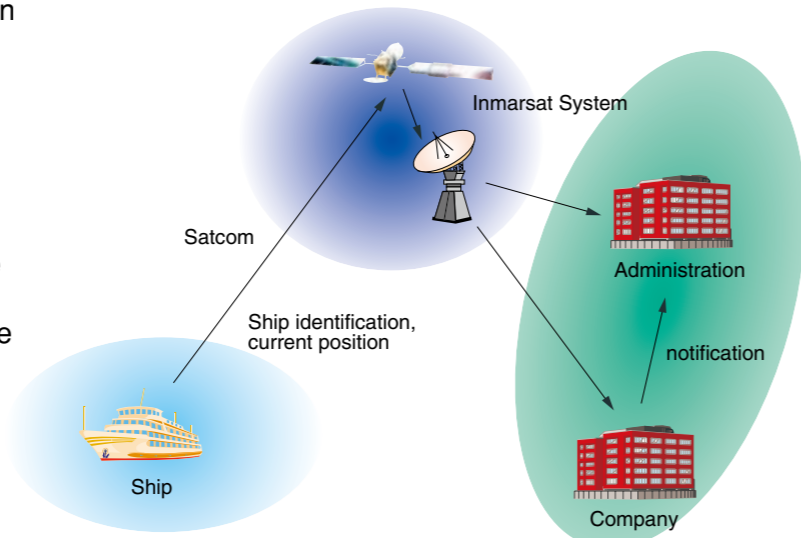 n
Inmarsat System
Satcom
Administration
Ship identification,
current position
e
notification
Ship
Company